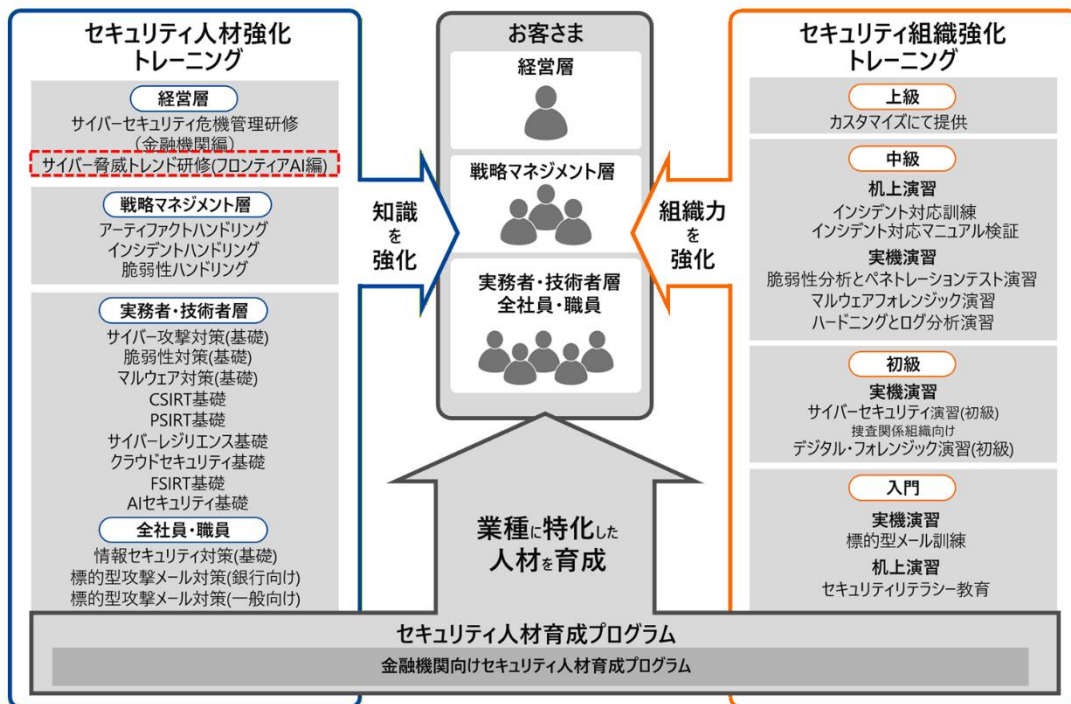 セキュリティ人材強化
トレーニング
経営層
サイバーセキュリティ危機管理研修
（金融機関編）
サイバー脅威トレンド研修(フロンティアAI編)
戦略マネジメント層
アーティファクトハンドリング
インシデントハンドリング
脆弱性ハンドリング
実務者・技術者層
サイバー攻撃対策(基礎)
脆弱性対策(基礎)
マルウェア対策(基礎)
CSIRT基礎
PSIRT基礎
サイバーレジリエンス基礎
クラウドセキュリティ基礎
FSIRT基礎
AIセキュリティ基礎
全社員・職員
情報セキュリティ対策(基礎)
標的型攻撃メール対策(銀行向け)
標的型攻撃メール対策(一般向け)
知識
を
強化
お客さま
経営層
戦略マネジメント層
実務者・技術者層
全社員・職員
組織力
を
強化
業種に特化した
人材を育成
セキュリティ組織強化
トレーニング
上級
カスタマイズにて提供
中級
机上演習
インシデント対応訓練
インシデント対応マニュアル検証
実機演習
脆弱性分析とペネトレーションテスト演習
マルウェアフォレンジック演習
ハードニングとログ分析演習
初級
実機演習
サイバーセキュリティ演習(初級)
捜査関係組織向け
デジタル・フォレンジック演習(初級)
入門
実機演習
標的型メール訓練
机上演習
セキュリティリテラシー教育
セキュリティ人材育成プログラム
金融機関向けセキュリティ人材育成プログラム